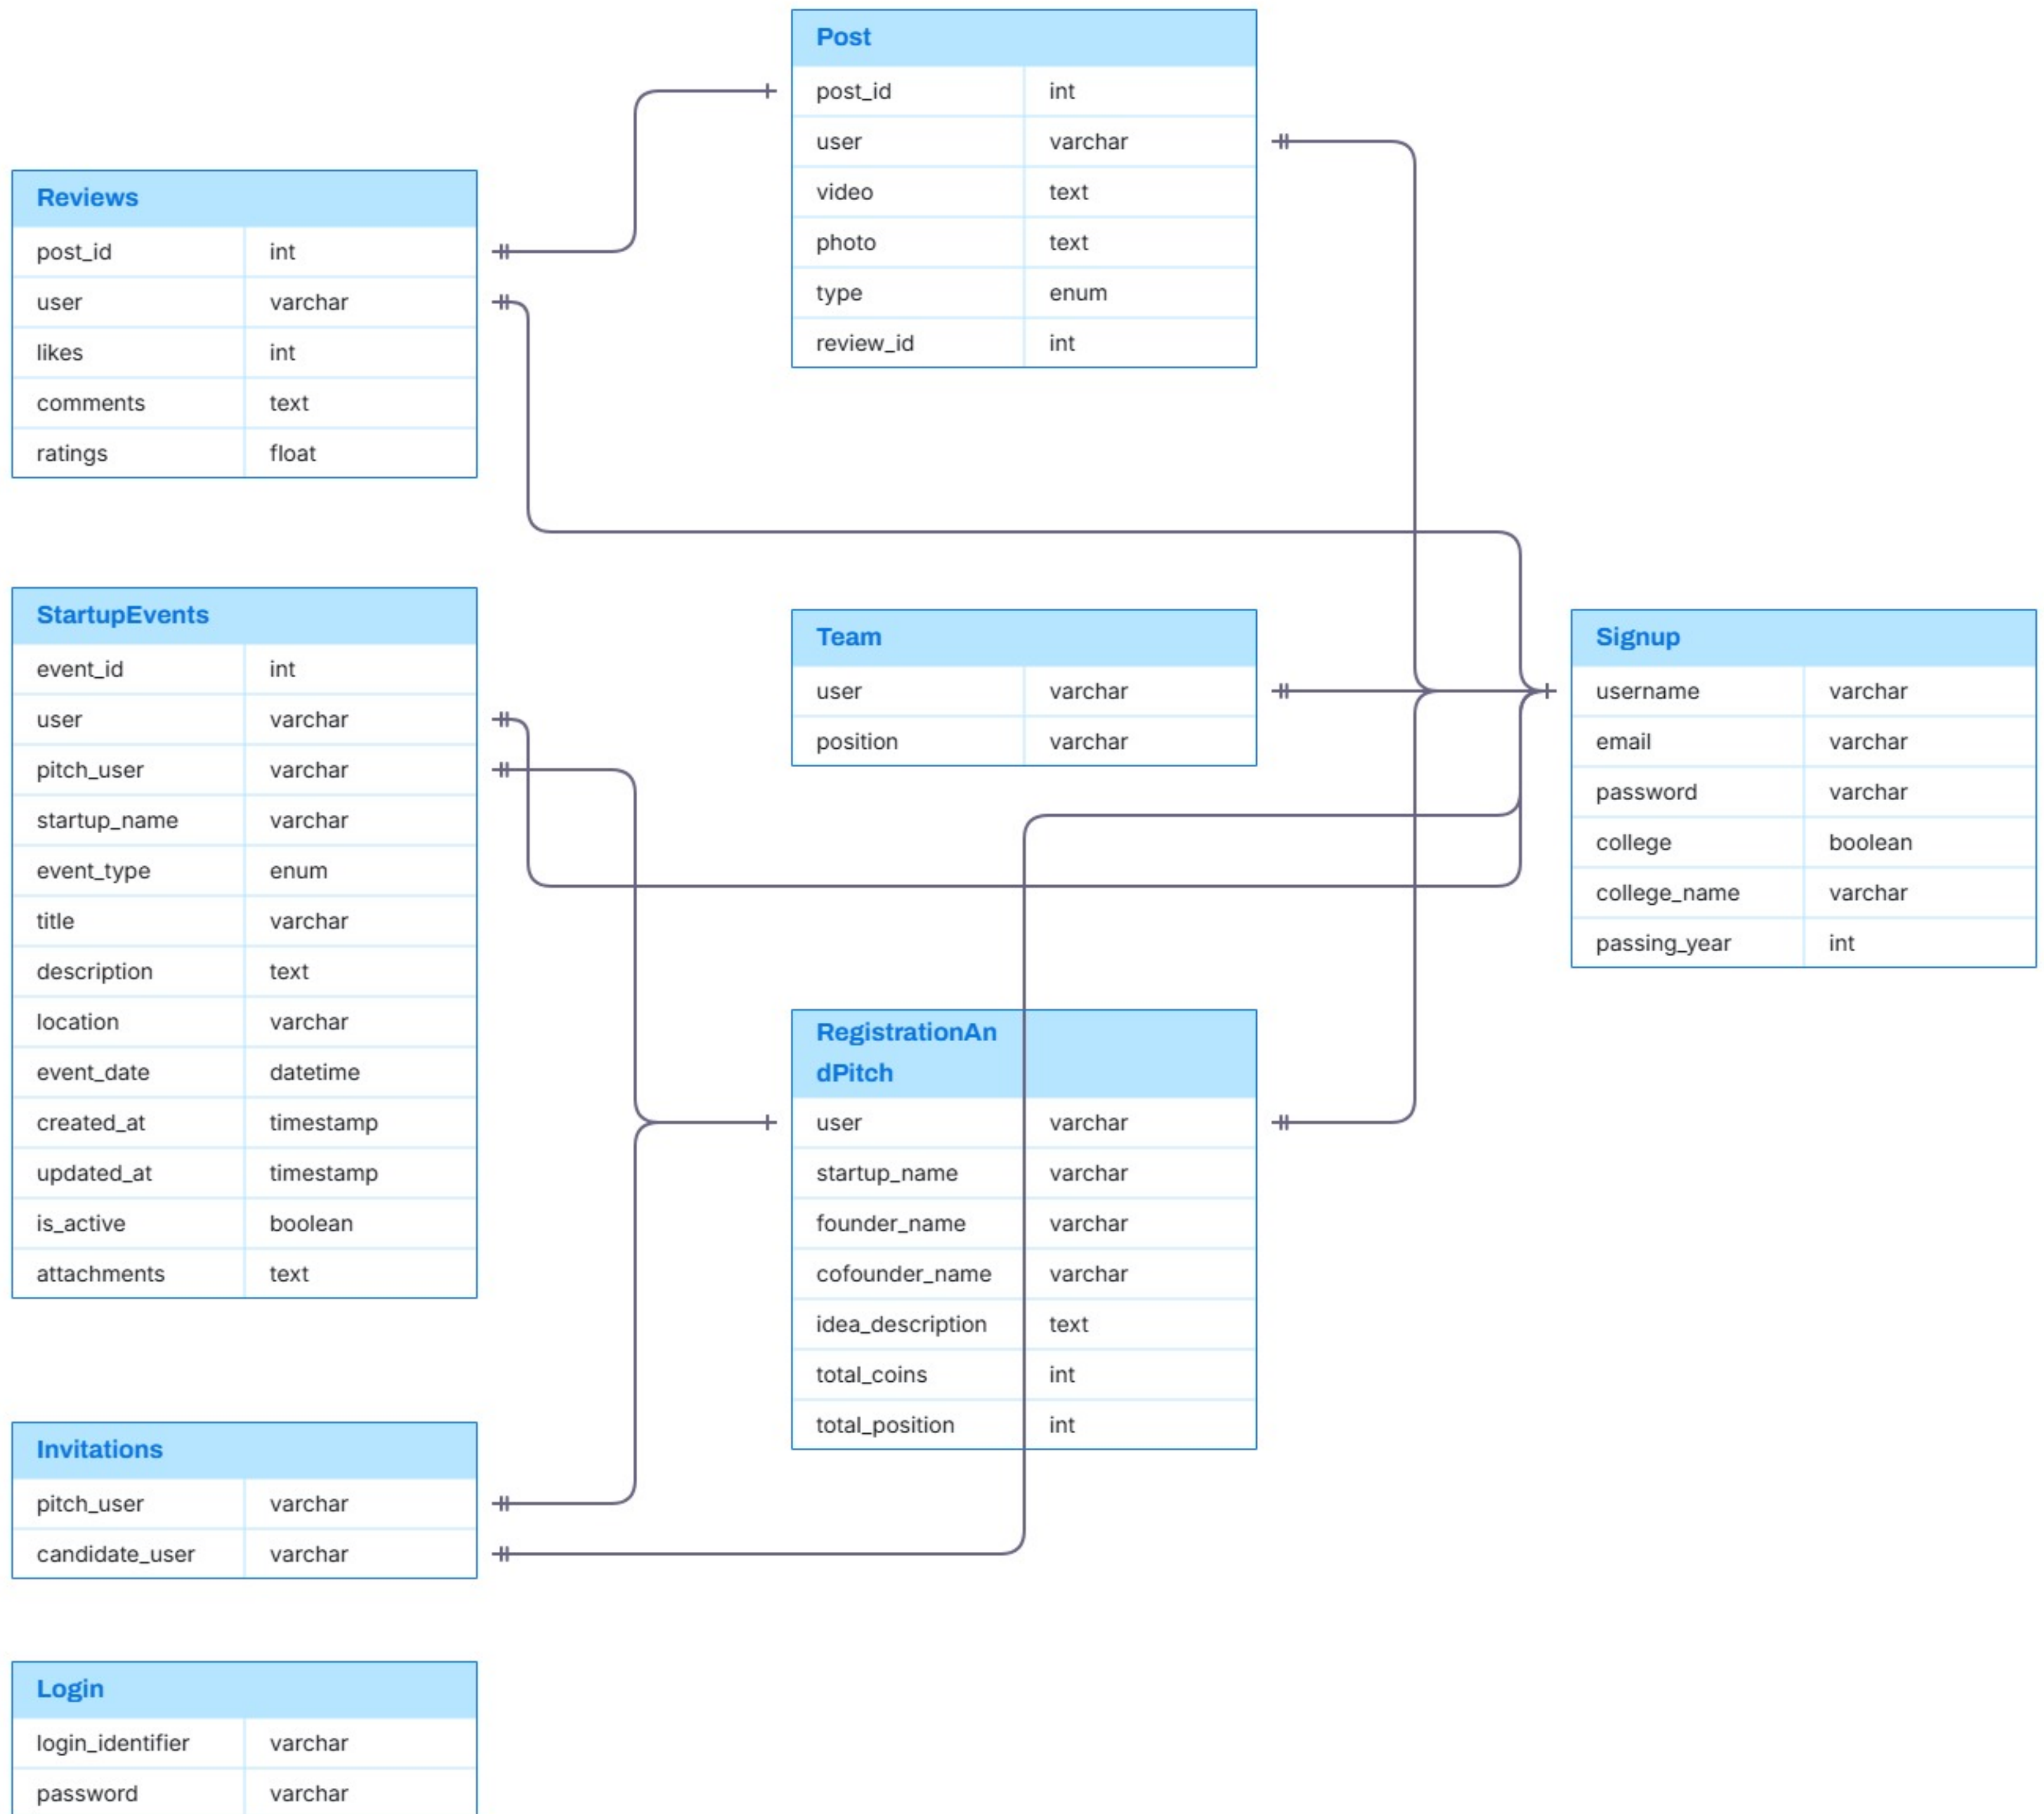 Post
post_id int
user varchar
video text
photo text
type enum
review_id int
Reviews
post_id int
user varchar
likes int
comments text
ratings float
StartupEvents
event_id int
user varchar
pitch_user varchar
startup_name varchar
event_type enum
title varchar
description text
location varchar
event_date datetime
created_at timestamp
updated_at timestamp
is_active boolean
attachments text
Team
user varchar
position varchar
Signup
username varchar
email varchar
password varchar
college boolean
college_name varchar
passing_year int
RegistrationAn
dPitch
user varchar
startup_name varchar
founder_name varchar
cofounder_name varchar
idea_description text
total_coins int
total_position int
Invitations
pitch_user varchar
candidate_user varchar
Login
login_identifier varchar
password varchar